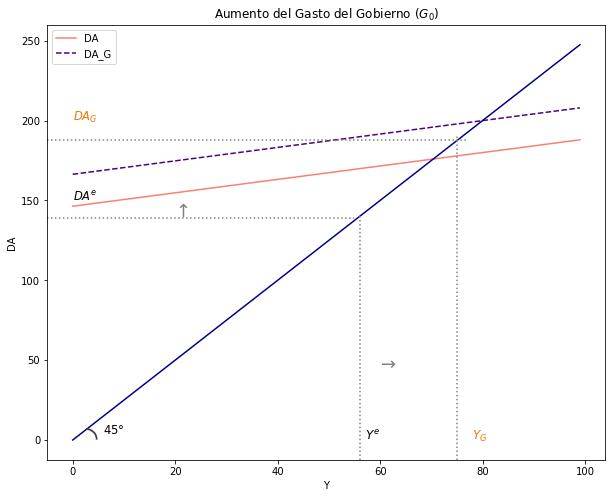 Aumento del Gasto del Gobierno (G₀)
DA
DA_G
250
200
150
100
50
0
DA
DA_G
DA^e
↑
→
45°
Y^e
Y_G
0
20
40
60
80
100
Y